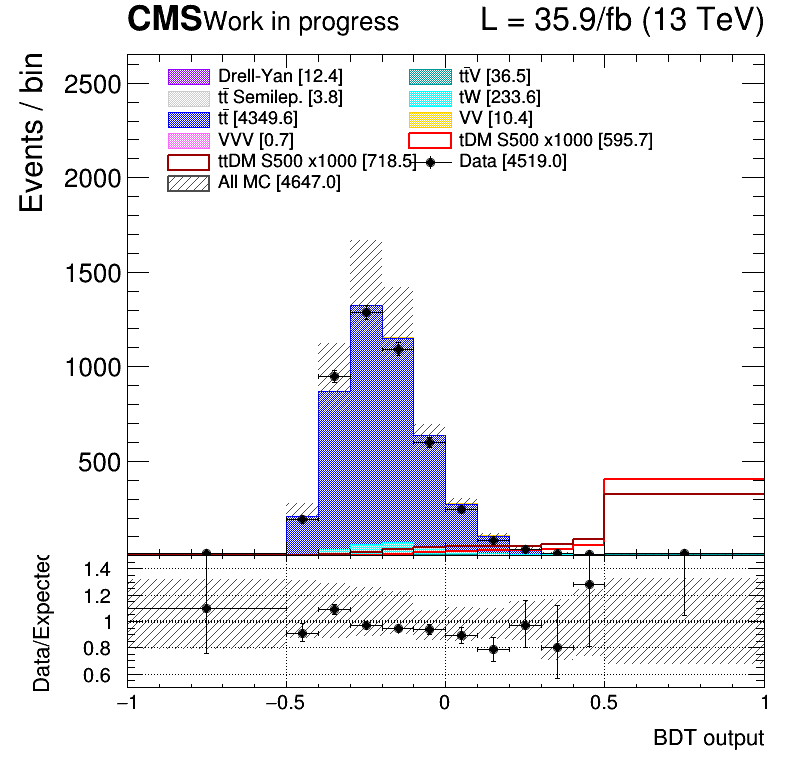 CMS Work in progress L = 35.9/fb (13 TeV)
Events / bin
2500
2000
1500
1000
500
Drell-Yan [12.4]
tt̄V [36.5]
tt̄ Semilep. [3.8]
tW [233.6]
tt̄ [4349.6]
VV [10.4]
VVV [0.7]
tDM S500 x1000 [595.7]
ttDM S500 x1000 [718.5]
Data [4519.0]
All MC [4647.0]
Data/Expected
1.4
1.2
1
0.8
0.6
−1 −0.5 0 0.5 1
BDT output